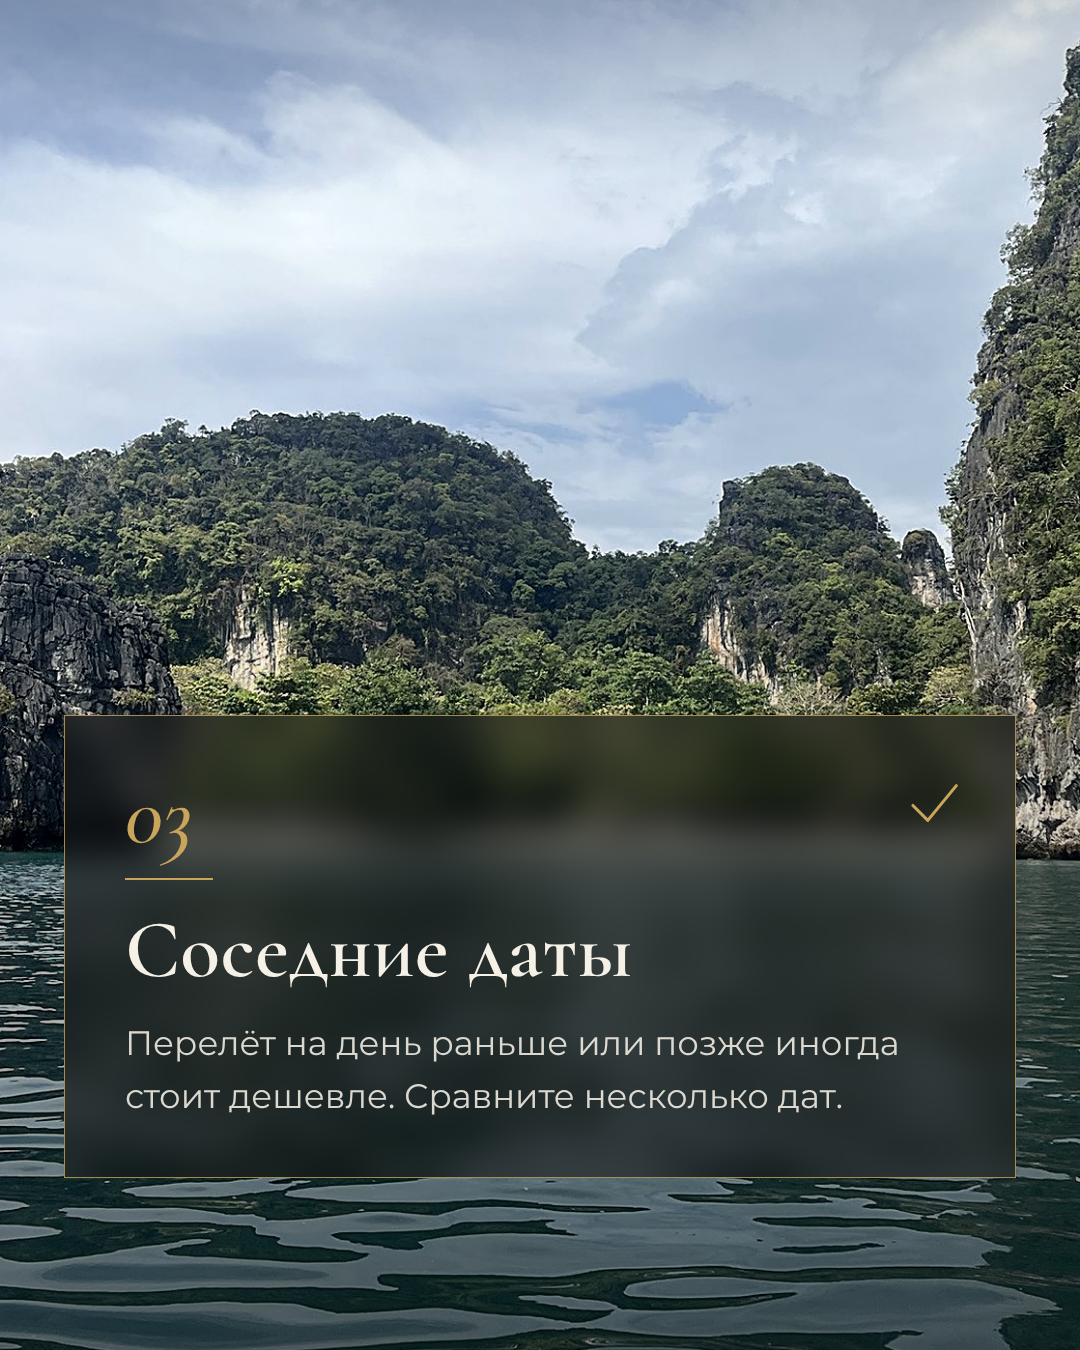 03
Соседние даты
Перелёт на день раньше или позже иногда
стоит дешевле. Сравните несколько дат.